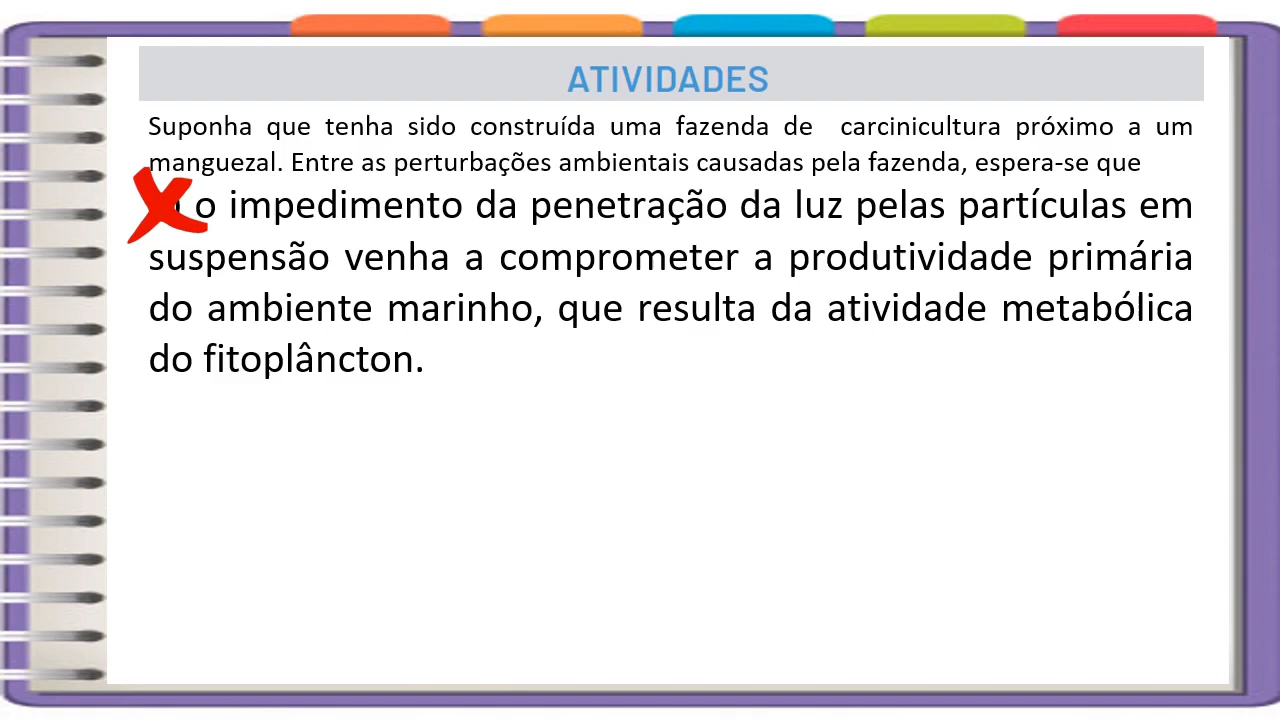 ATIVIDADES
Suponha que tenha sido construída uma fazenda de carcinicultura próximo a um
manguezal. Entre as perturbações ambientais causadas pela fazenda, espera-se que
o impedimento da penetração da luz pelas partículas em
suspensão venha a comprometer a produtividade primária
do ambiente marinho, que resulta da atividade metabólica
do fitoplâncton.